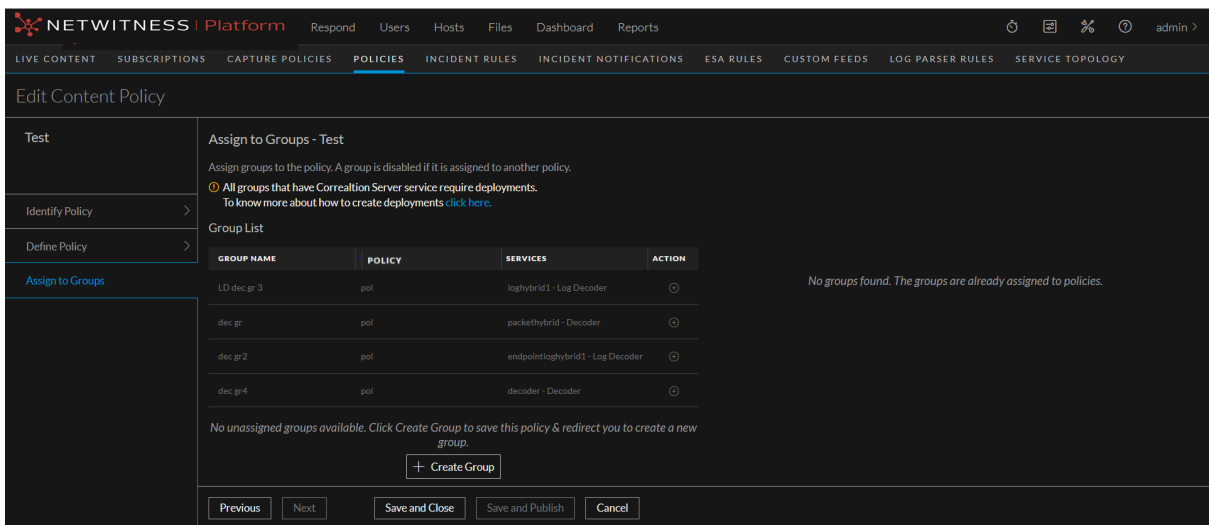 NETWITNESS | Platform Respond Users Hosts Files Dashboard Reports admin >
LIVE CONTENT SUBSCRIPTIONS CAPTURE POLICIES POLICIES INCIDENT RULES INCIDENT NOTIFICATIONS ESA RULES CUSTOM FEEDS LOG PARSER RULES SERVICE TOPOLOGY
Edit Content Policy
Test
Identify Policy
Define Policy
Assign to Groups
Assign to Groups - Test
Assign groups to the policy. A group is disabled if it is assigned to another policy.
All groups that have Correaltion Server service require deployments.
To know more about how to create deployments click here.
Group List
GROUP NAME POLICY SERVICES ACTION
LD dec gr 3 pol loghybrid1 - Log Decoder
dec gr pol packethybrid - Decoder
dec gr2 pol endpointloghybrid1 - Log Decoder
dec gr4 pol decoder - Decoder
No unassigned groups available. Click Create Group to save this policy & redirect you to create a new
group.
+ Create Group
Previous Next Save and Close Save and Publish Cancel
No groups found. The groups are already assigned to policies.